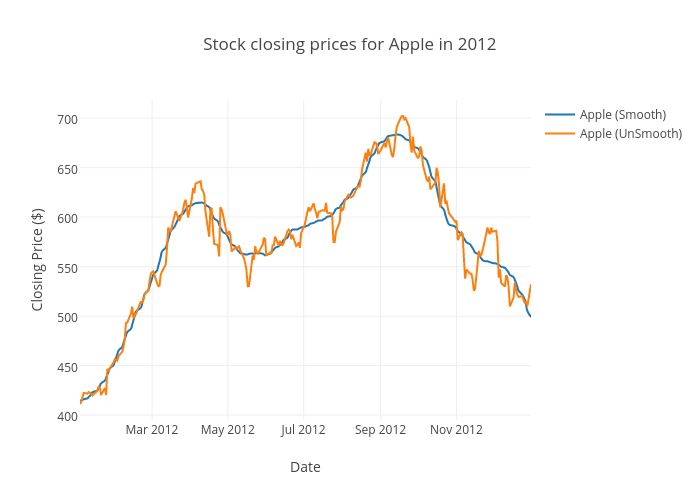 Stock closing prices for Apple in 2012
Apple (Smooth)
Apple (UnSmooth)
Closing Price ($)
700
650
600
550
500
450
400
Mar 2012
May 2012
Jul 2012
Sep 2012
Nov 2012
Date